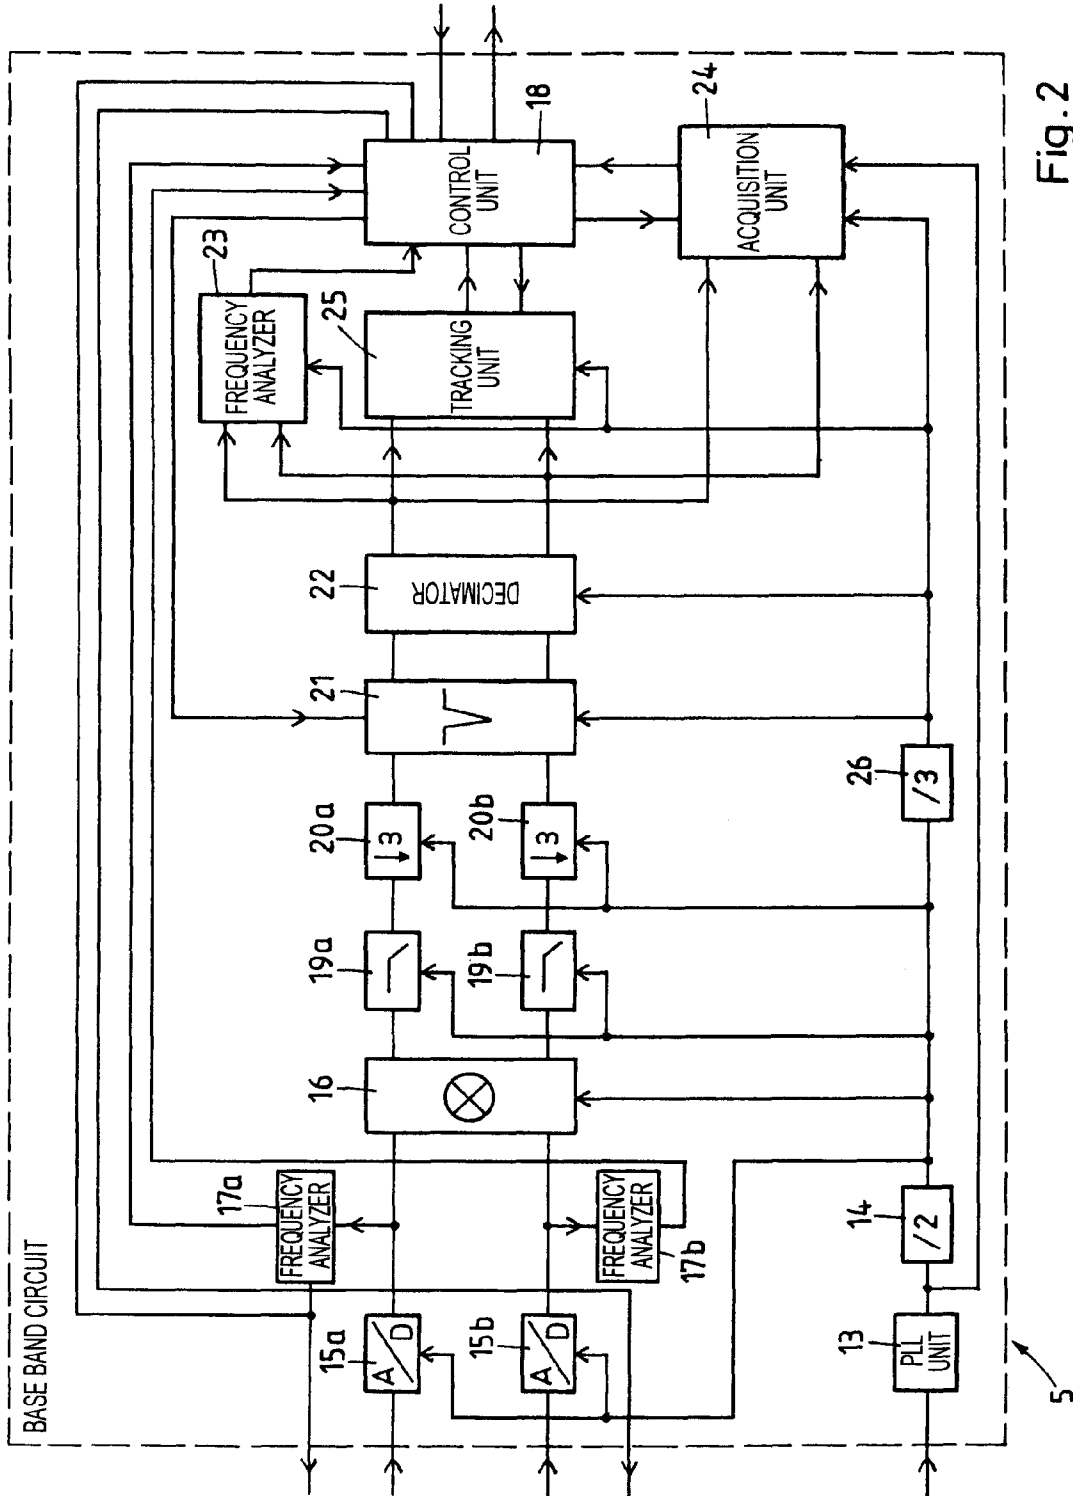 BASE BAND CIRCUIT
17a
FREQUENCY
ANALYZER
15a
A
D
15b
A
D
FREQUENCY
ANALYZER
17b
13
PLL
UNIT
14
/2
16
19a
19b
20a
↓3
20b
↓3
21
22
DECIMATOR
26
/3
23
FREQUENCY
ANALYZER
25
TRACKING
UNIT
CONTROL
UNIT
18
24
ACQUISITION
UNIT
5
Fig.2